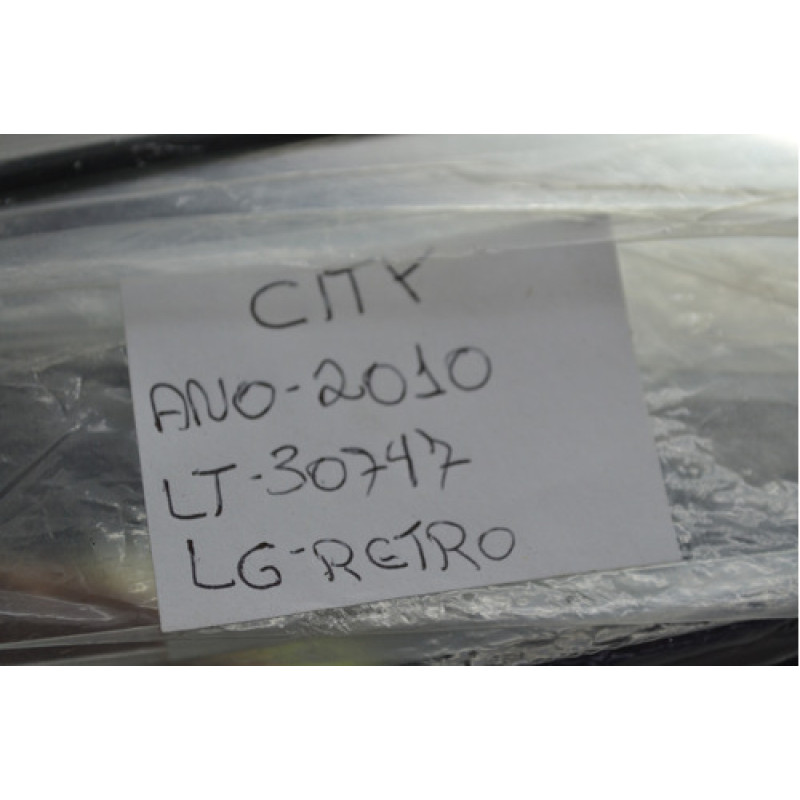 CITY
ANO-2010
LT-30747
LG-RETRO